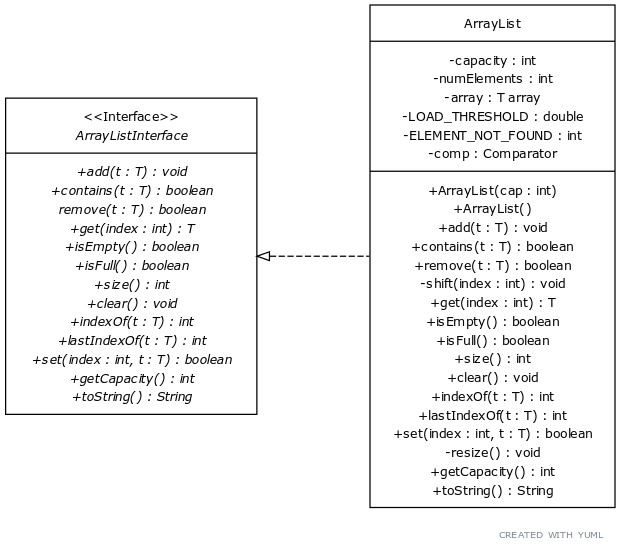 <<Interface>>
ArrayListInterface
+add(t : T) : void
+contains(t : T) : boolean
remove(t : T) : boolean
+get(index : int) : T
+isEmpty() : boolean
+isFull() : boolean
+size() : int
+clear() : void
+indexOf(t : T) : int
+lastIndexOf(t : T) : int
+set(index : int, t : T) : boolean
+getCapacity() : int
+toString() : String
ArrayList
-capacity : int
-numElements : int
-array : T array
-LOAD_THRESHOLD : double
-ELEMENT_NOT_FOUND : int
-comp : Comparator
+ArrayList(cap : int)
+ArrayList()
+add(t : T) : void
+contains(t : T) : boolean
+remove(t : T) : boolean
-shift(index : int) : void
+get(index : int) : T
+isEmpty() : boolean
+isFull() : boolean
+size() : int
+clear() : void
+indexOf(t : T) : int
+lastIndexOf(t : T) : int
+set(index : int, t : T) : boolean
-resize() : void
+getCapacity() : int
+toString() : String
CREATED WITH YUML